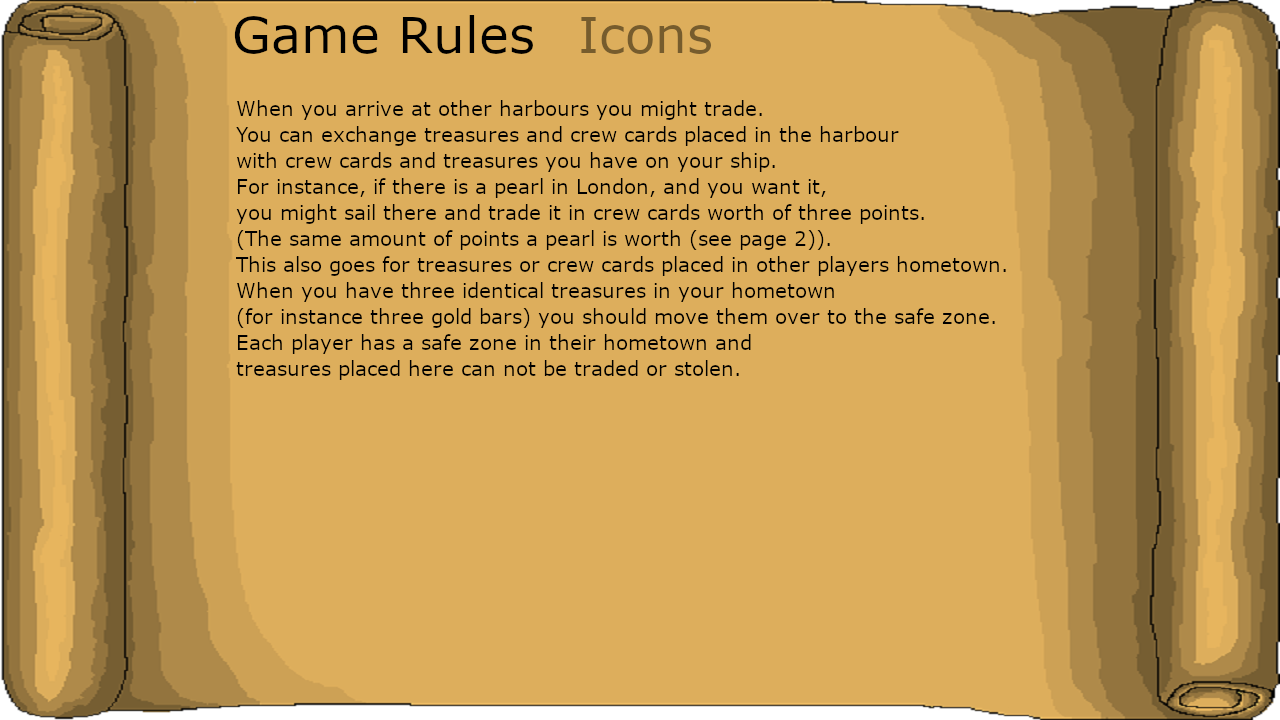 Game Rules Icons
When you arrive at other harbours you might trade.
You can exchange treasures and crew cards placed in the harbour
with crew cards and treasures you have on your ship.
For instance, if there is a pearl in London, and you want it,
you might sail there and trade it in crew cards worth of three points.
(The same amount of points a pearl is worth (see page 2)).
This also goes for treasures or crew cards placed in other players hometown.
When you have three identical treasures in your hometown
(for instance three gold bars) you should move them over to the safe zone.
Each player has a safe zone in their hometown and
treasures placed here can not be traded or stolen.